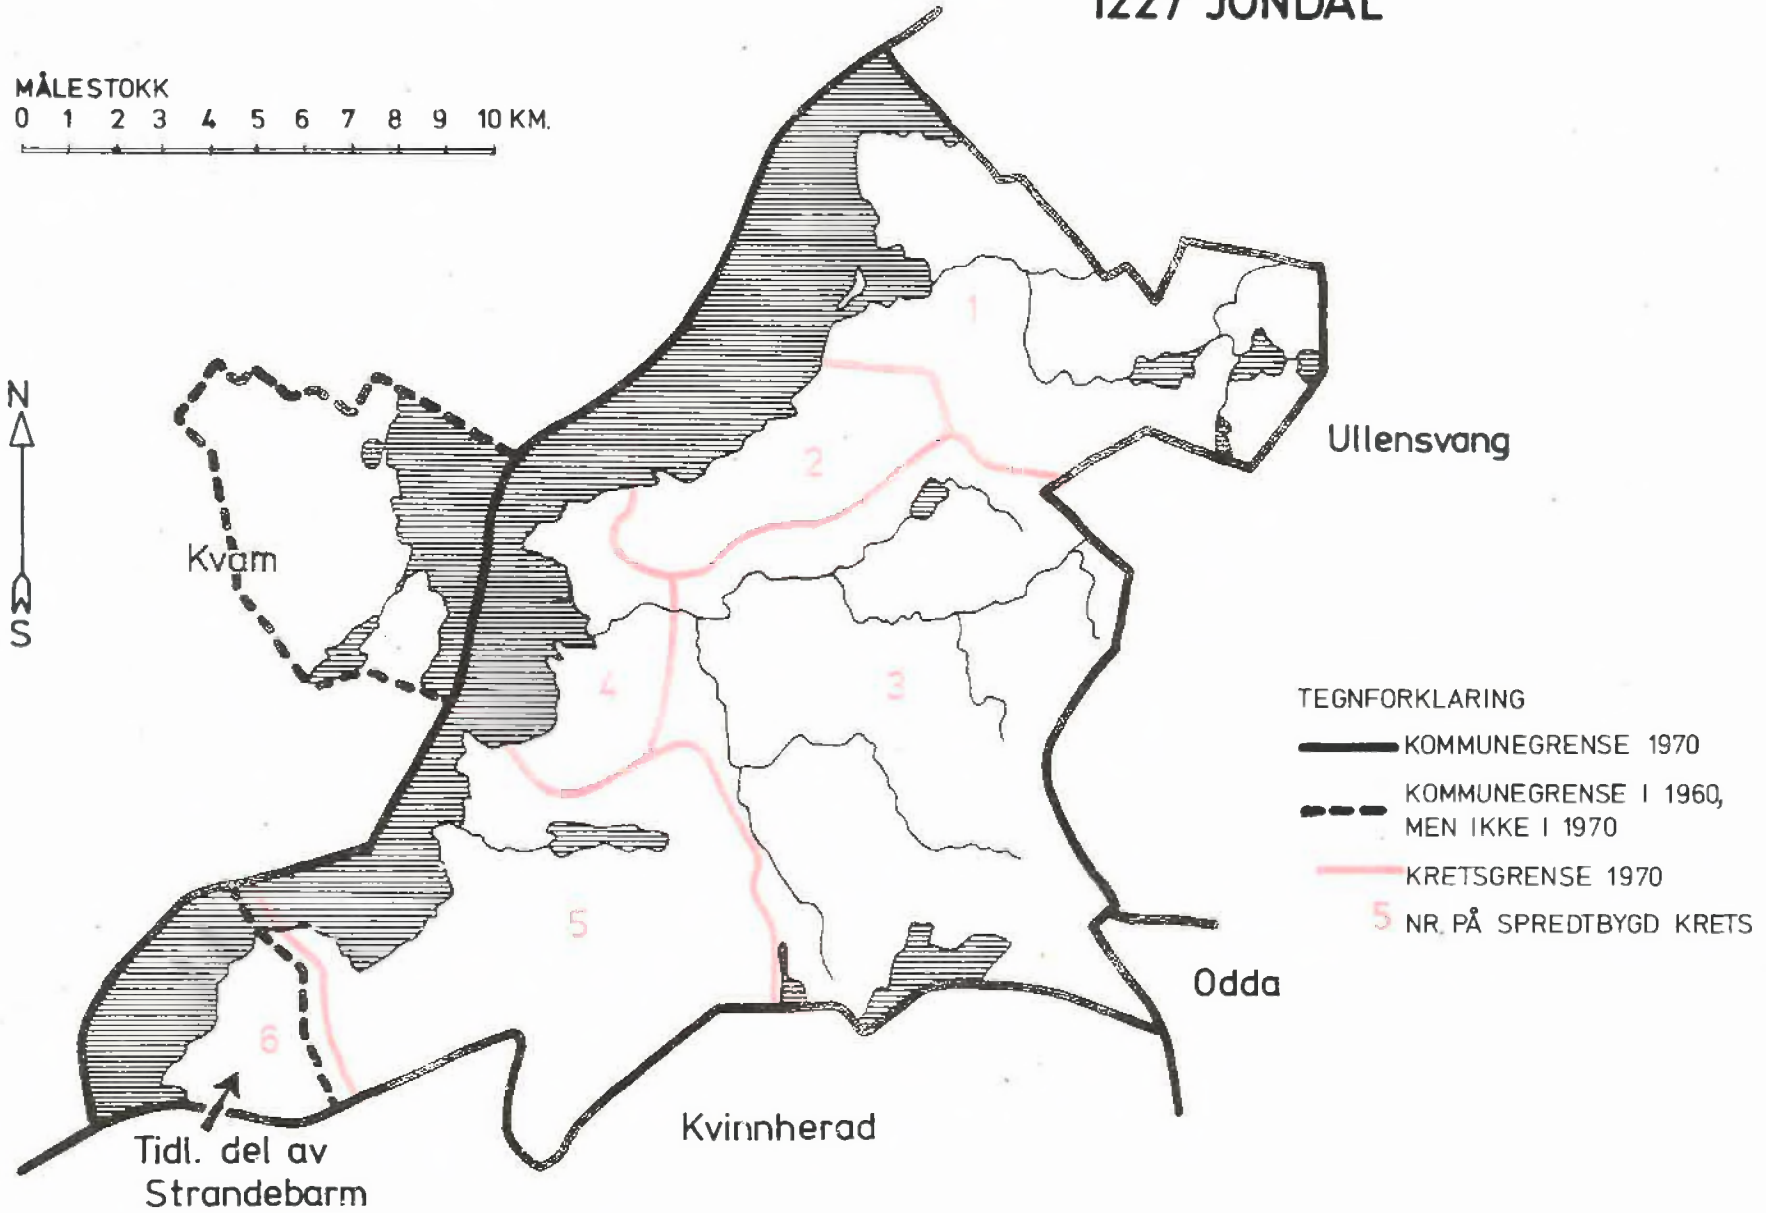 1227 JONDAL
MÅLESTOKK
0 1 2 3 4 5 6 7 8 9 10 KM.
N
S
1
2
Ullensvang
Kvam
4
3
TEGNFORKLARING
KOMMUNEGRENSE 1970
KOMMUNEGRENSE I 1960,
MEN IKKE I 1970
KRETSGRENSE 1970
5 NR. PÅ SPREDTBYGD KRETS
5
Odda
6
Kvinnherad
Tidl. del av
Strandebarm